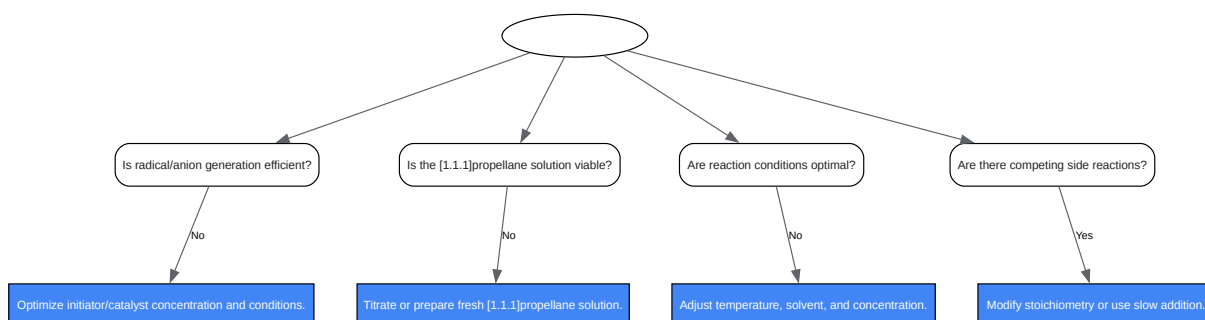 Is radical/anion generation efficient?
Is the [1.1.1]propellane solution viable?
Are reaction conditions optimal?
Are there competing side reactions?
No
No
No
Yes
Optimize initiator/catalyst concentration and conditions.
Titrate or prepare fresh [1.1.1]propellane solution.
Adjust temperature, solvent, and concentration.
Modify stoichiometry or use slow addition.